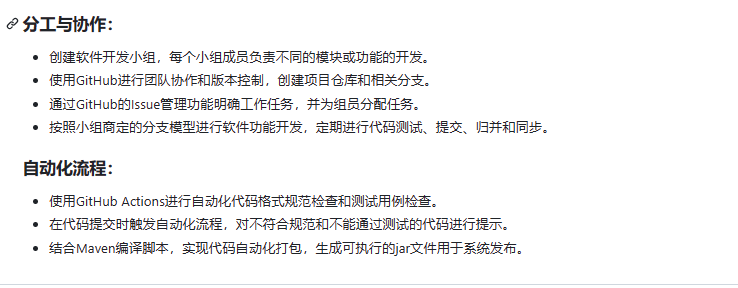 分工与协作：
创建软件开发小组，每个小组成员负责不同的模块或功能的开发。
使用GitHub进行团队协作和版本控制，创建项目仓库和相关分支。
通过GitHub的Issue管理功能明确工作任务，并为组员分配任务。
按照小组商定的分支模型进行软件功能开发，定期进行代码测试、提交、归并和同步。
自动化流程：
使用GitHub Actions进行自动化代码格式规范检查和测试用例检查。
在代码提交时触发自动化流程，对不符合规范和不能通过测试的代码进行提示。
结合Maven编译脚本，实现代码自动化打包，生成可执行的jar文件用于系统发布。